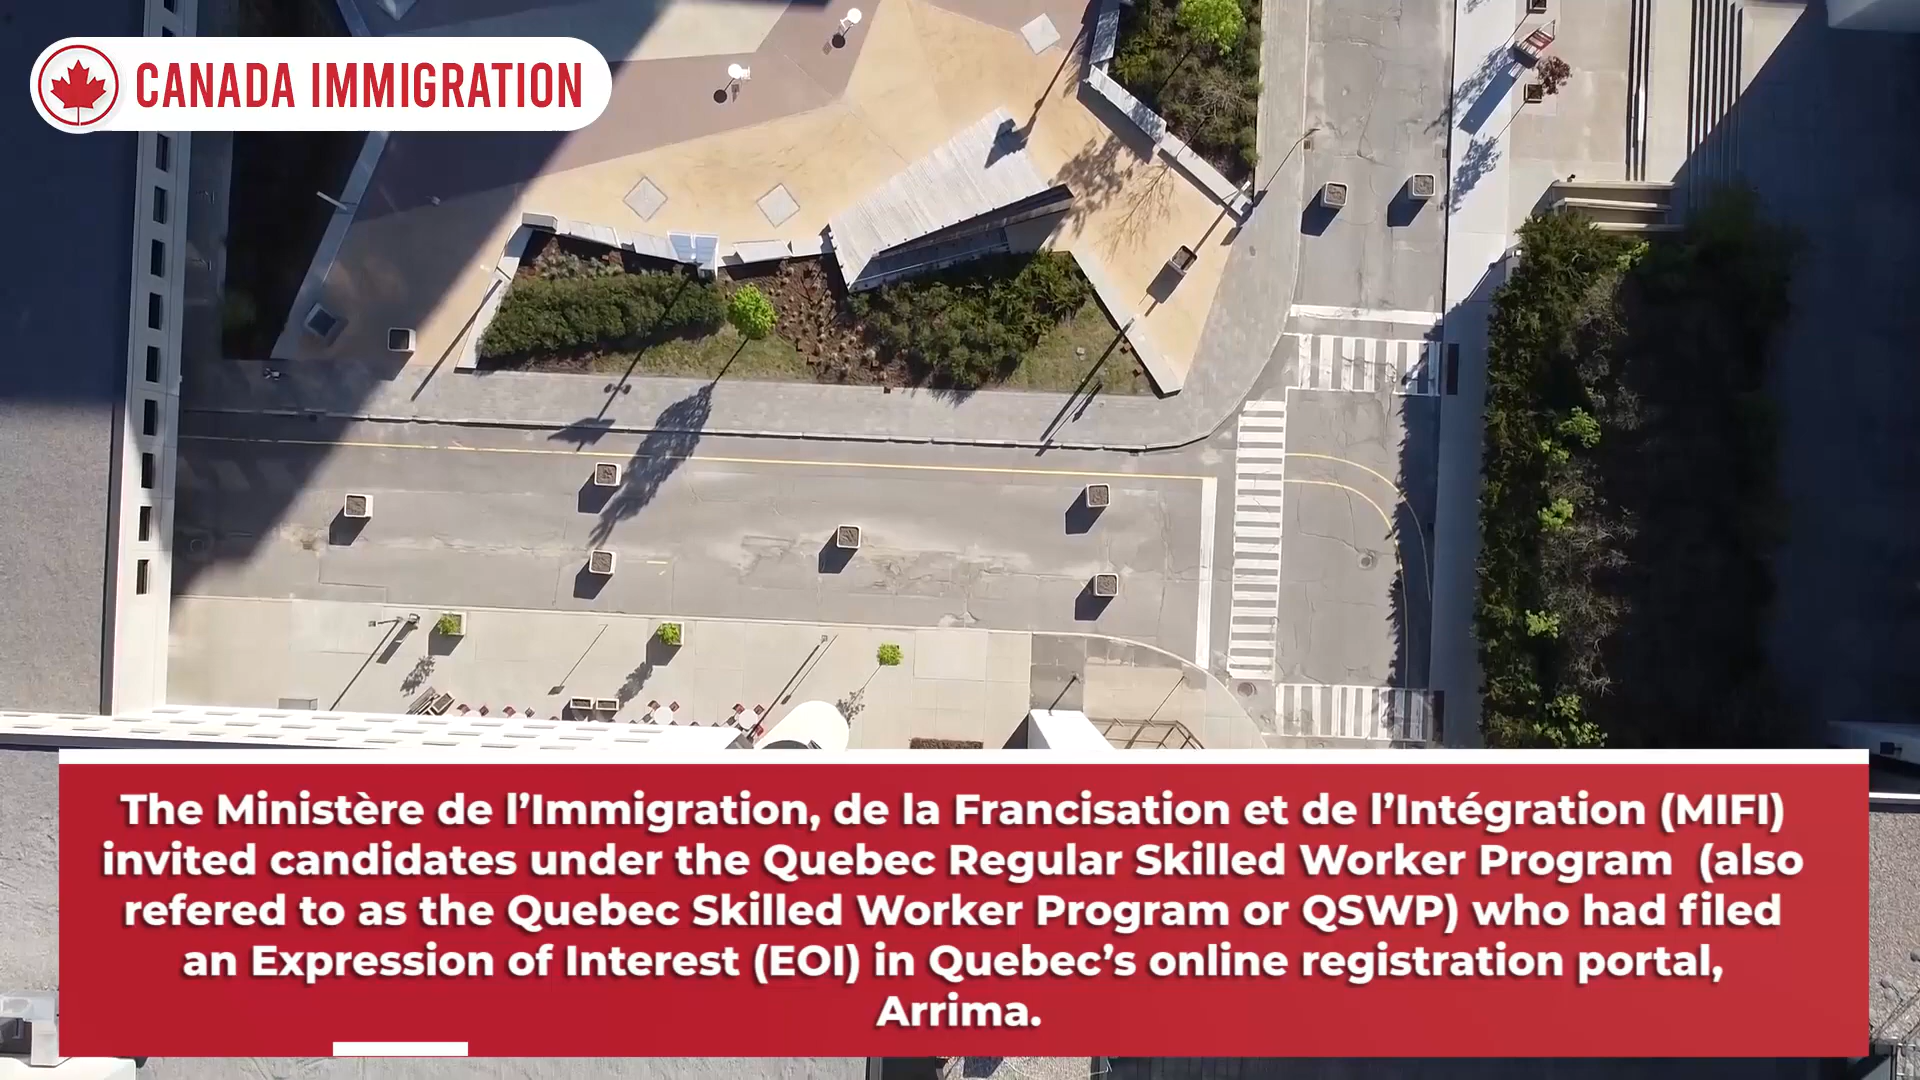 CANADA IMMIGRATION
The Ministère de l’Immigration, de la Francisation et de l’Intégration (MIFI)
invited candidates under the Quebec Regular Skilled Worker Program (also
refered to as the Quebec Skilled Worker Program or QSWP) who had filed
an Expression of Interest (EOI) in Quebec’s online registration portal,
Arrima.